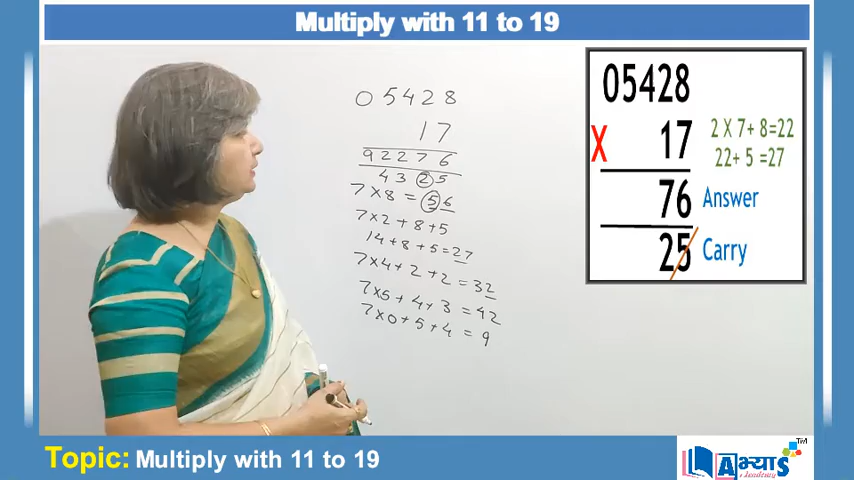 Multiply with 11 to 19
0 5 4 2 8
1 7
9 2 2 7 6
4 3 2 5
7 × 8 = 5 6
7×2 + 8 + 5
14 + 8 + 5 = 27
7×4 + 2 + 2 = 32
7×5 + 4 + 3 = 42
7×0 + 5 + 4 = 9
05428
X 17
2 X 7+ 8=22
22+ 5 =27
76 Answer
25 Carry
Topic: Multiply with 11 to 19
Aभ्याS
Academy
TM